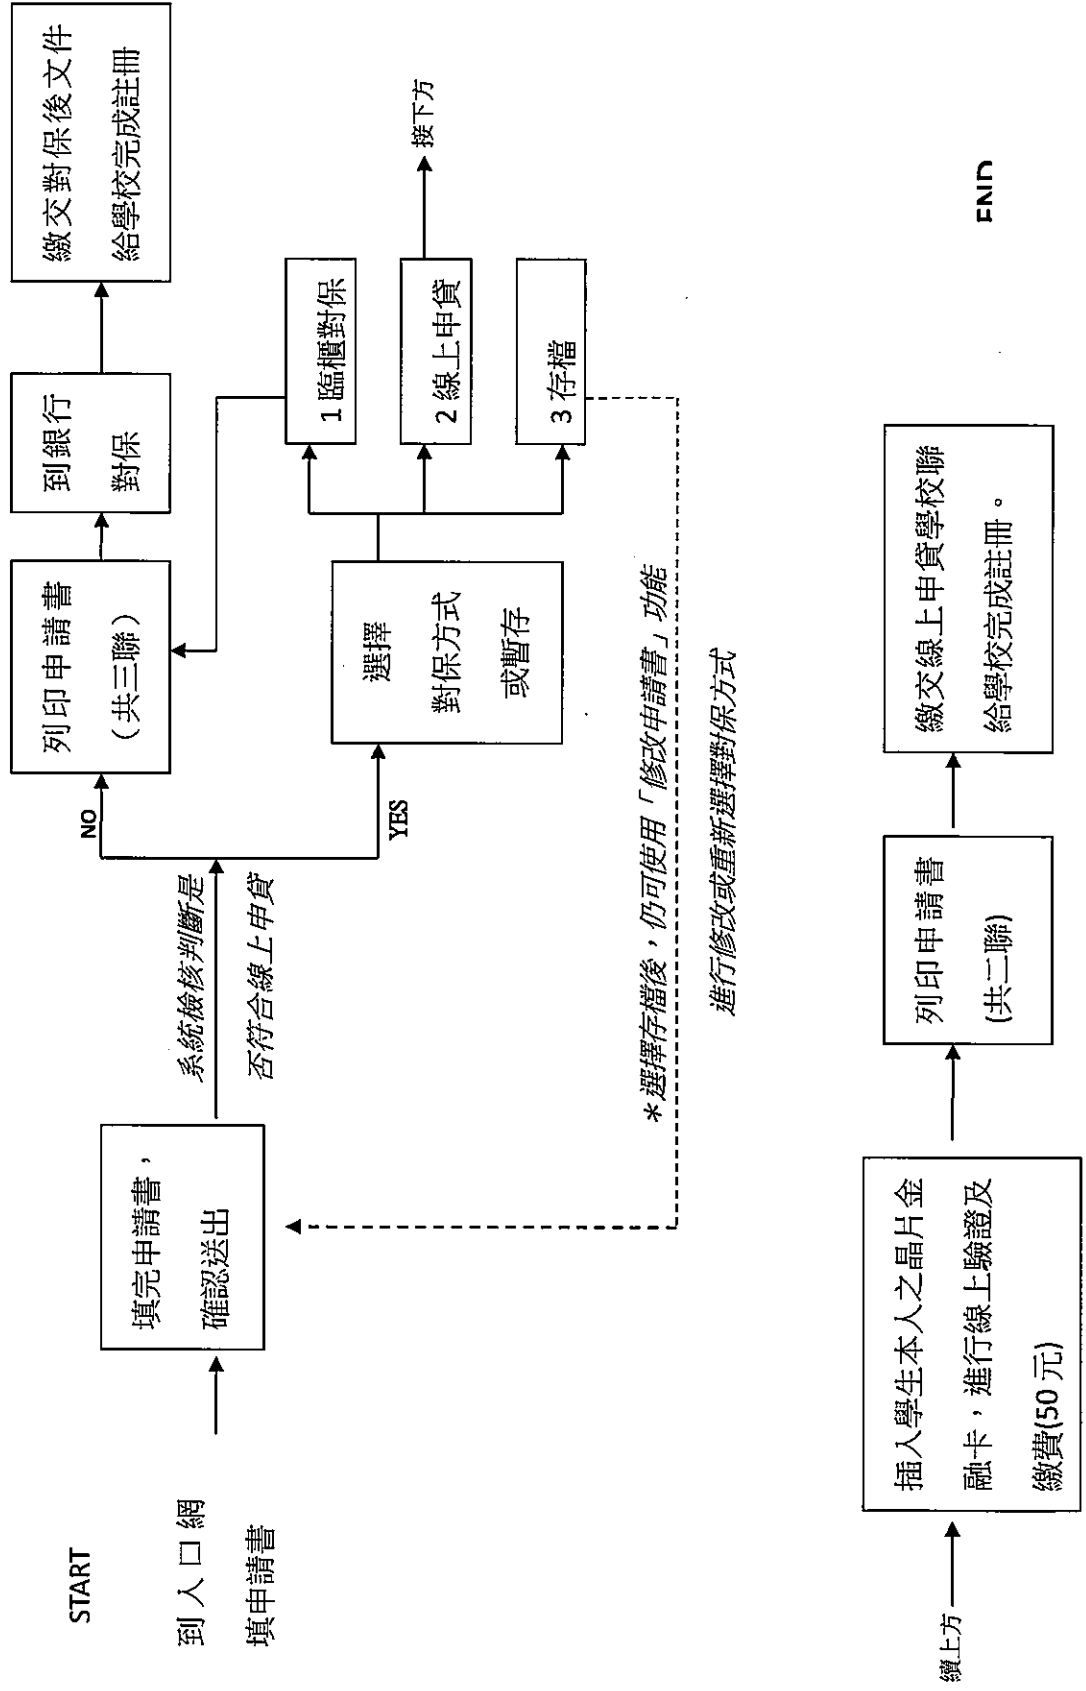 START
到入口網
填申請書
填完申請書，
確認送出
系統檢核判斷是
否符合線上申貸
NO
YES
列印申請書
（共三聯）
到銀行
對保
繳交對保後文件
給學校完成註冊
選擇
對保方式
或暫存
1 臨櫃對保
2 線上申貸
3 存檔
接下方
＊選擇存檔後，仍可使用「修改申請書」功能
進行修改或重新選擇對保方式
續上方
插入學生本人之晶片金
融卡，進行線上驗證及
繳費(50 元)
列印申請書
(共二聯)
繳交線上申貸學校聯
給學校完成註冊。
END